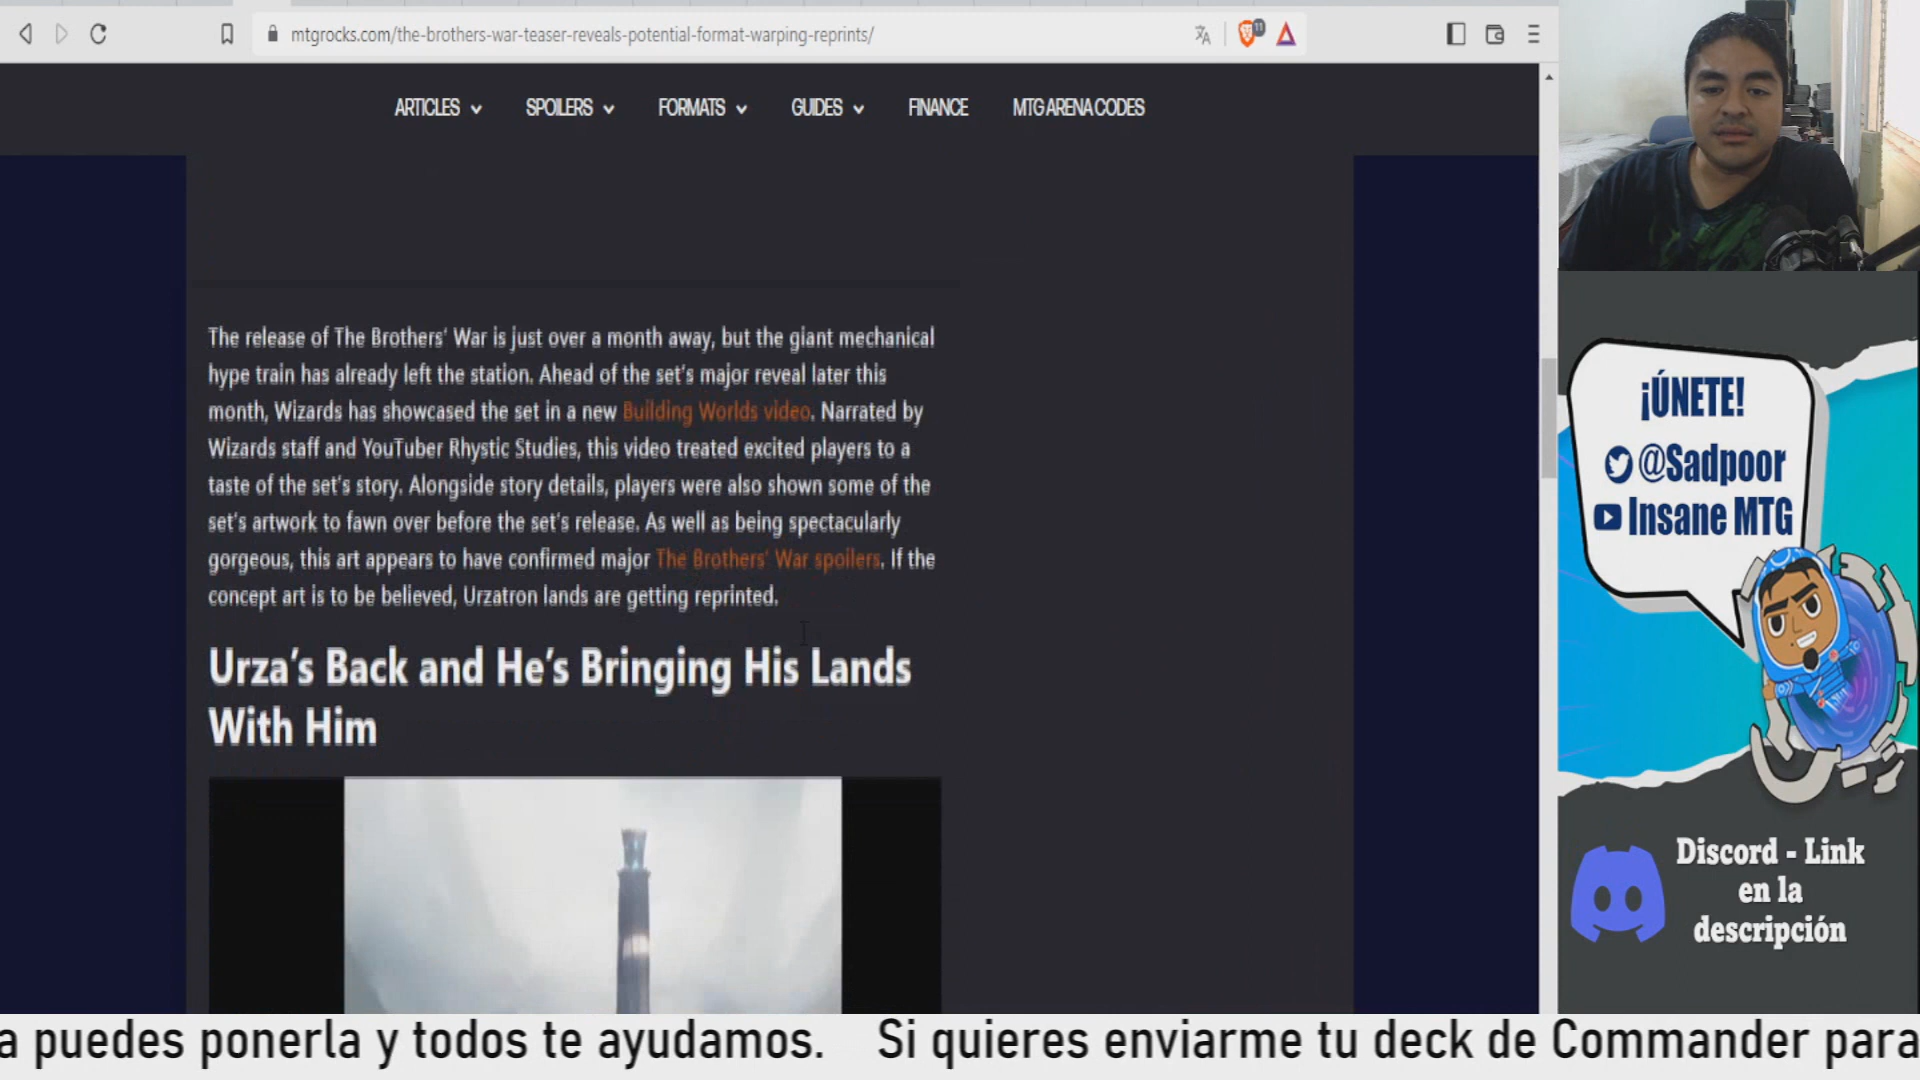 mtgrocks.com/the-brothers-war-teaser-reveals-potential-format-warping-reprints/
11
ARTICLES SPOILERS FORMATS GUIDES FINANCE MTG ARENA CODES
The release of The Brothers' War is just over a month away, but the giant mechanical
hype train has already left the station. Ahead of the set's major reveal later this
month, Wizards has showcased the set in a new Building Worlds video. Narrated by
Wizards staff and YouTuber Rhystic Studies, this video treated excited players to a
taste of the set's story. Alongside story details, players were also shown some of the
set's artwork to fawn over before the set's release. As well as being spectacularly
gorgeous, this art appears to have confirmed major The Brothers' War spoilers. If the
concept art is to be believed, Urzatron lands are getting reprinted.
Urza's Back and He's Bringing His Lands
With Him
¡ÚNETE!
@Sadpoor
Insane MTG
Discord - Link
en la
descripción
a puedes ponerla y todos te ayudamos. Si quieres enviarme tu deck de Commander para